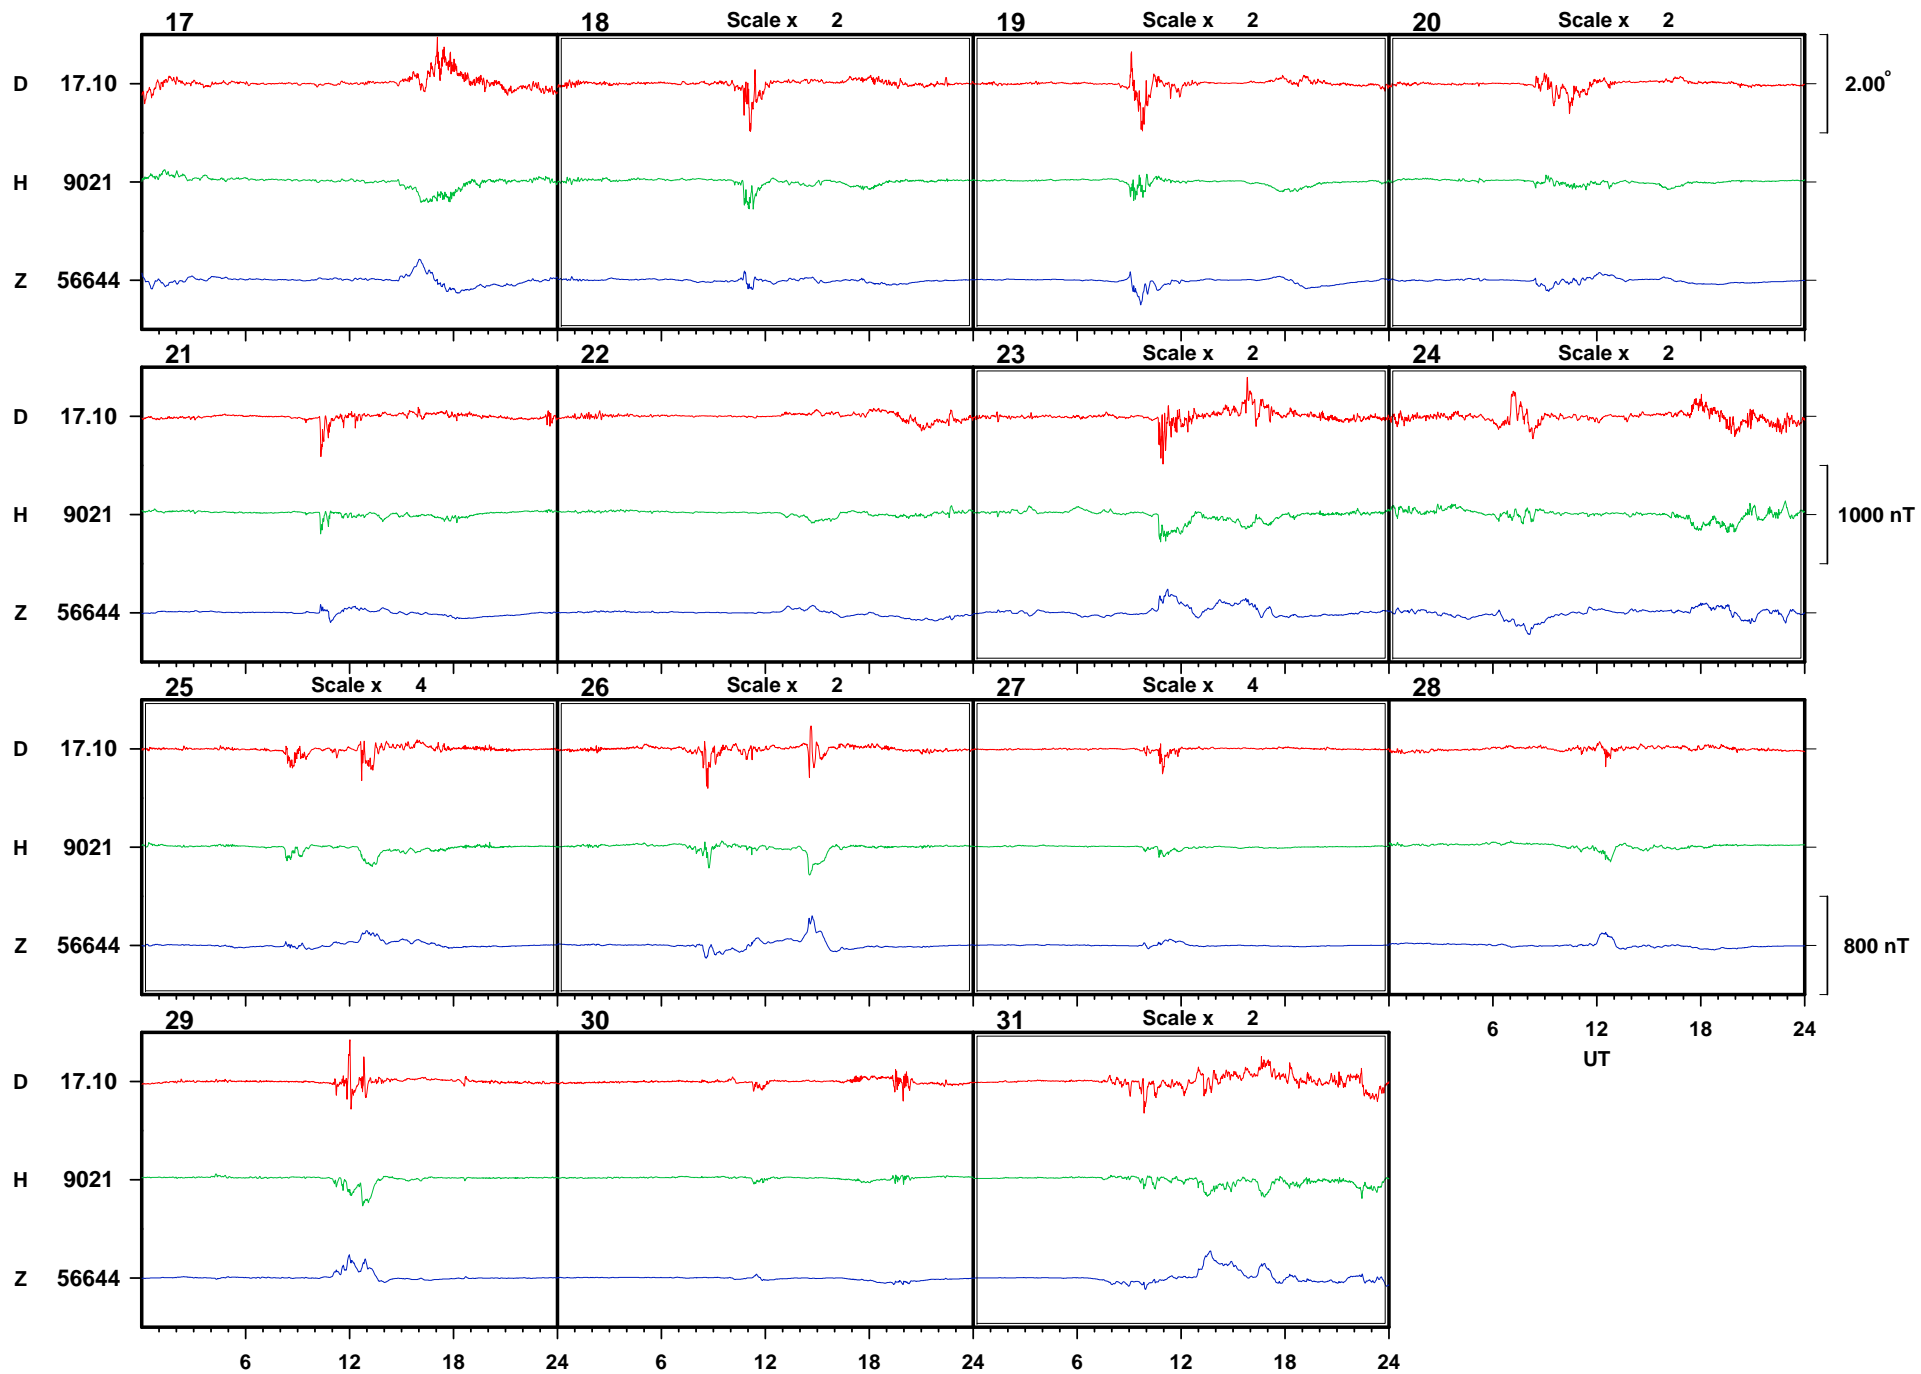 17 18 Scale x 2 19 Scale x 2 20 Scale x 2
D 17.10 2.00°
H 9021
Z 56644
21 22 23 Scale x 2 24 Scale x 2
D 17.10
H 9021 1000 nT
Z 56644
25 Scale x 4 26 Scale x 2 27 Scale x 4 28
D 17.10
H 9021
Z 56644 800 nT
29 30 31 Scale x 2 6 12 18 24
UT
D 17.10
H 9021
Z 56644
6 12 18 24 6 12 18 24 6 12 18 24